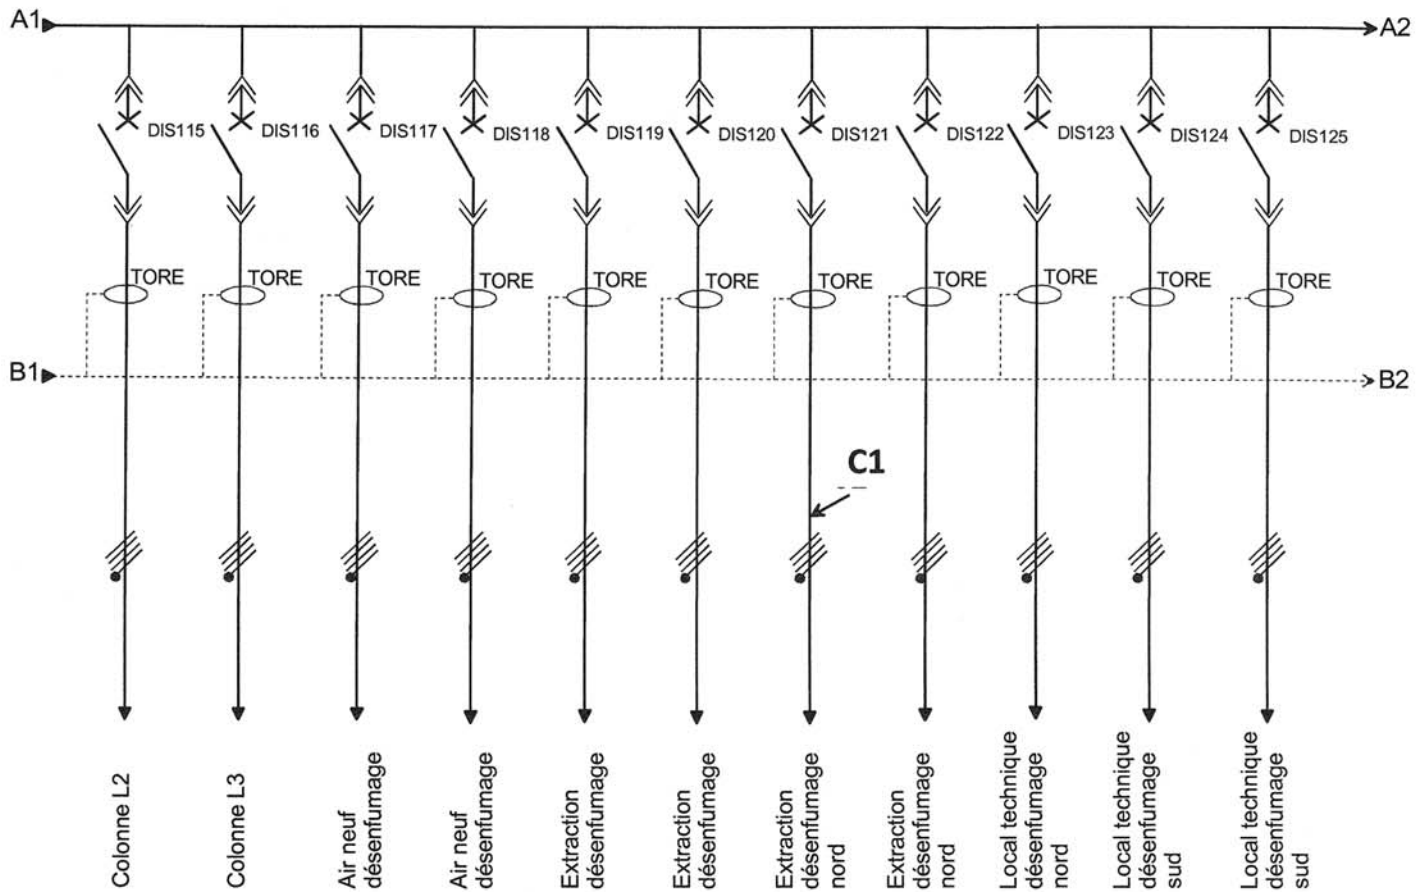 A1
A2
DIS115
DIS116
DIS117
DIS118
DIS119
DIS120
DIS121
DIS122
DIS123
DIS124
DIS125
TORE
TORE
TORE
TORE
TORE
TORE
TORE
TORE
TORE
TORE
TORE
B1
B2
C1
Colonne L2
Colonne L3
Air neuf
désenfumage
Air neuf
désenfumage
Extraction
désenfumage
Extraction
désenfumage
Extraction
désenfumage
nord
Extraction
désenfumage
nord
Local technique
désenfumage
nord
Local technique
désenfumage
sud
Local technique
désenfumage
sud